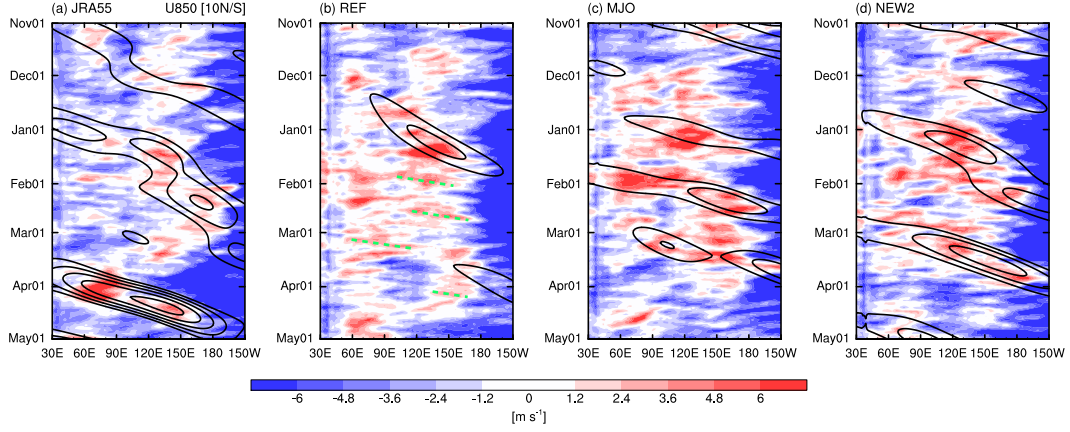 (a) JRA55 U850 [10N/S] (b) REF (c) MJO (d) NEW2
Nov01 Nov01 Nov01 Nov01
Dec01 Dec01 Dec01 Dec01
Jan01 Jan01 Jan01 Jan01
Feb01 Feb01 Feb01 Feb01
Mar01 Mar01 Mar01 Mar01
Apr01 Apr01 Apr01 Apr01
May01 May01 May01 May01
30E 60E 90E 120E 150E 180 150W 30E 60E 90E 120E 150E 180 150W 30E 60E 90E 120E 150E 180 150W 30E 60E 90E 120E 150E 180 150W
-6 -4.8 -3.6 -2.4 -1.2 0 1.2 2.4 3.6 4.8 6
[m s⁻¹]